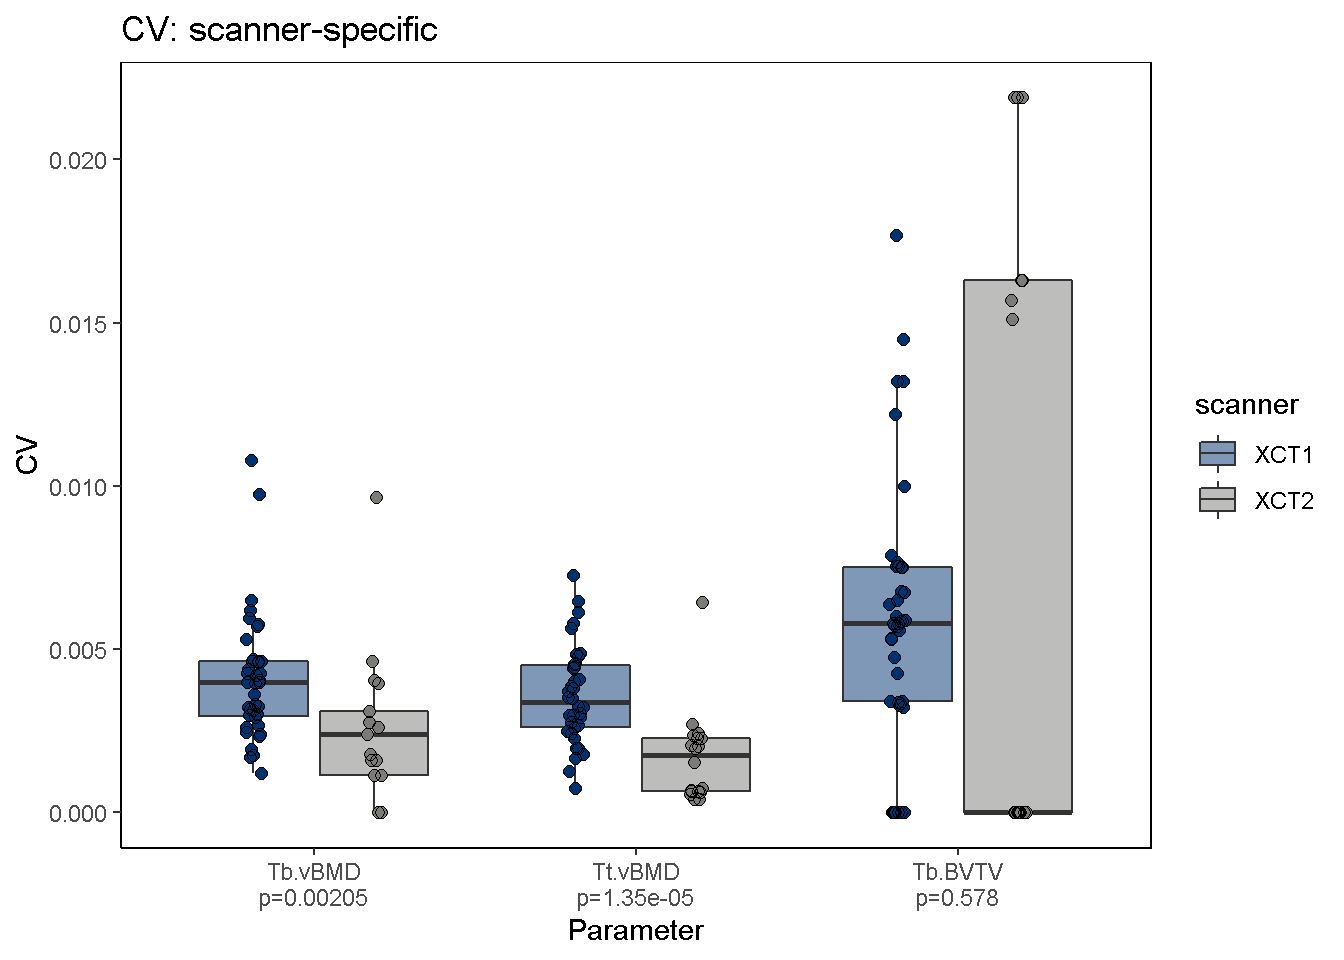 CV: scanner-specific
0.020
0.015
0.010
0.005
0.000
CV
Tb.vBMD
p=0.00205
Tt.vBMD
p=1.35e-05
Tb.BVTV
p=0.578
Parameter
scanner
XCT1
XCT2